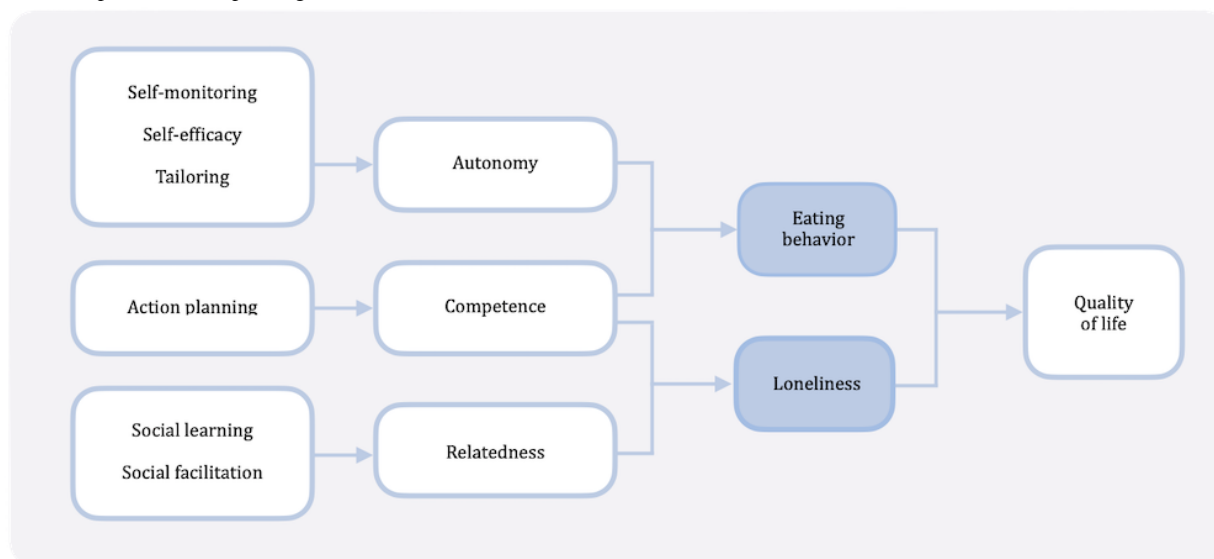 Self-monitoring
Self-efficacy
Tailoring
Autonomy
Eating
behavior
Action planning
Competence
Quality
of life
Loneliness
Social learning
Social facilitation
Relatedness